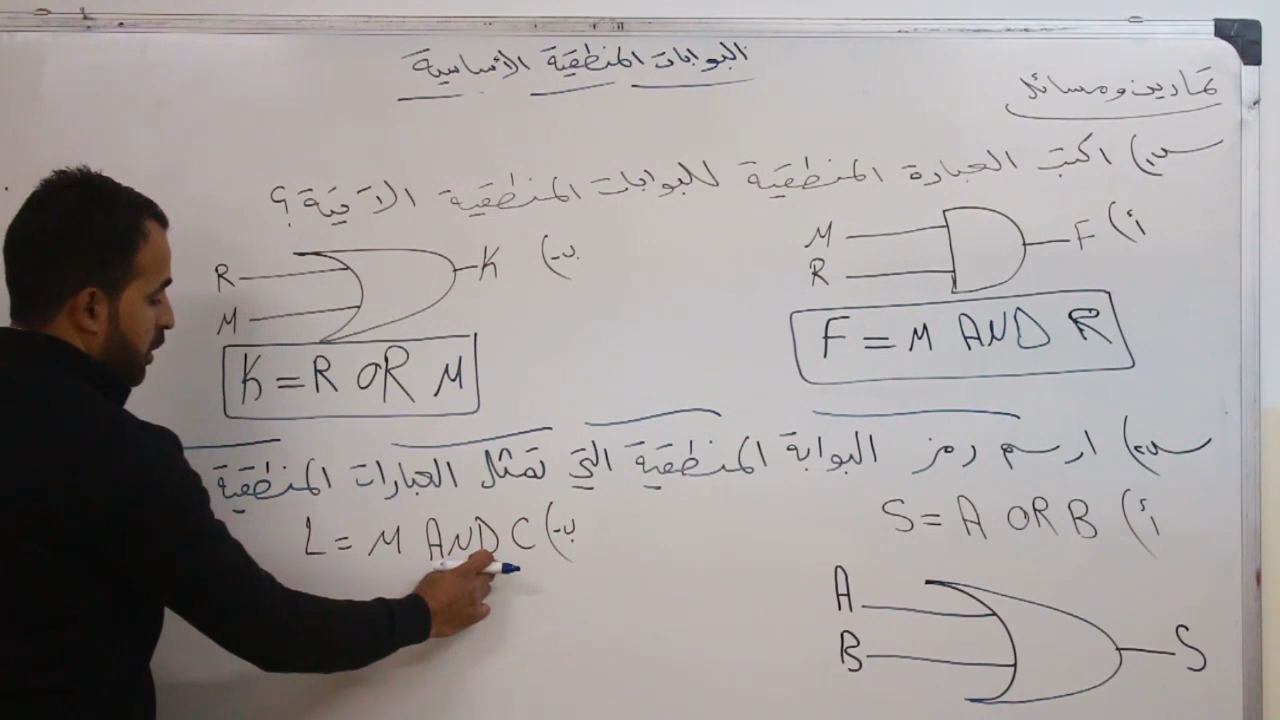 البوابات المنطقية الأساسية
تمارين ومسائل
س١) اكتب العبارة المنطقية للبوابات المنطقية الآتية؟
أ) M R F
F = M AND R
ب-) R M K
K = R OR M
س٢) ارسم رمز البوابة المنطقية التي تمثل العبارات المنطقية
أ) S = A OR B
A B S
ب-) L = M AND C